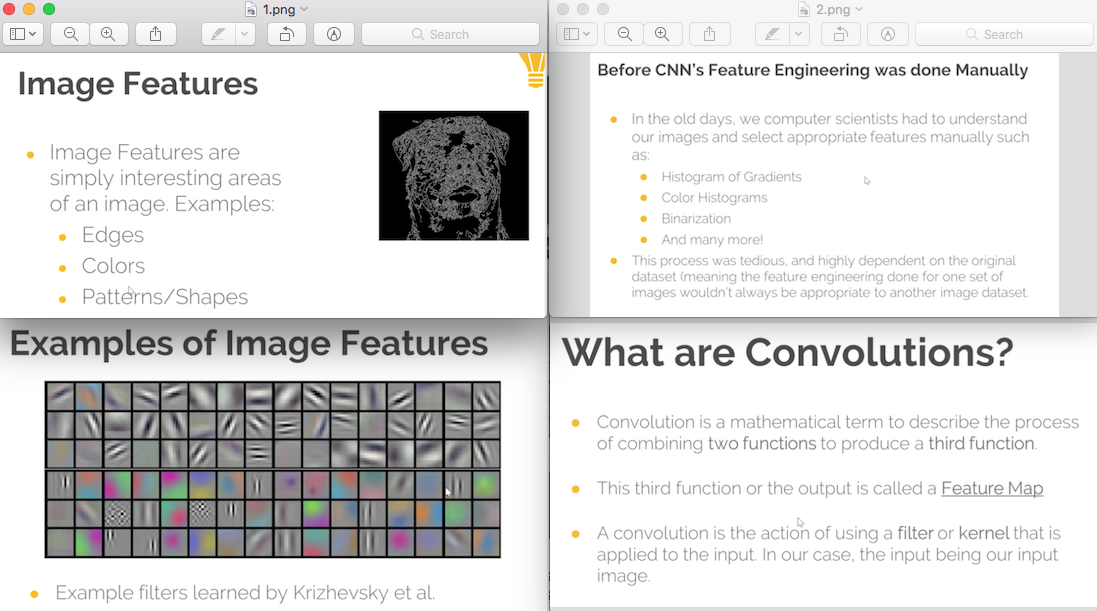 1.png
Search
Image Features
Image Features are
simply interesting areas
of an image. Examples:
Edges
Colors
Patterns/Shapes
2.png
Search
Before CNN's Feature Engineering was done Manually
In the old days, we computer scientists had to understand
our images and select appropriate features manually such
as:
Histogram of Gradients
Color Histograms
Binarization
And many more!
This process was tedious, and highly dependent on the original
dataset (meaning the feature engineering done for one set of
images wouldn't always be appropriate to another image dataset.
Examples of Image Features
Example filters learned by Krizhevsky et al.
What are Convolutions?
Convolution is a mathematical term to describe the process
of combining two functions to produce a third function.
This third function or the output is called a Feature Map
A convolution is the action of using a filter or kernel that is
applied to the input. In our case, the input being our input
image.